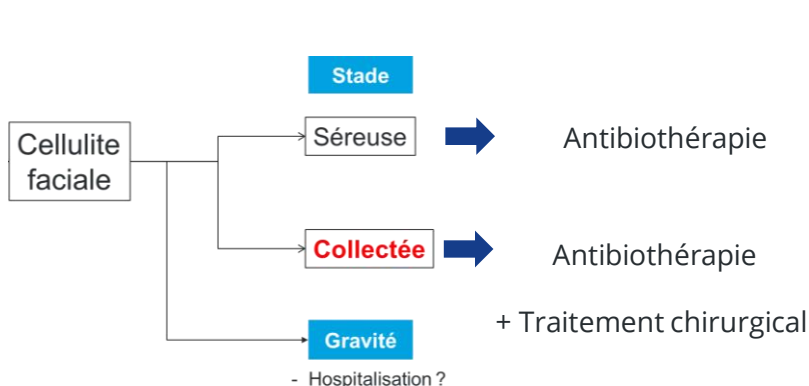 Stade
Cellulite
faciale
Séreuse
Antibiothérapie
Collectée
Antibiothérapie
+ Traitement chirurgical
Gravité
- Hospitalisation ?